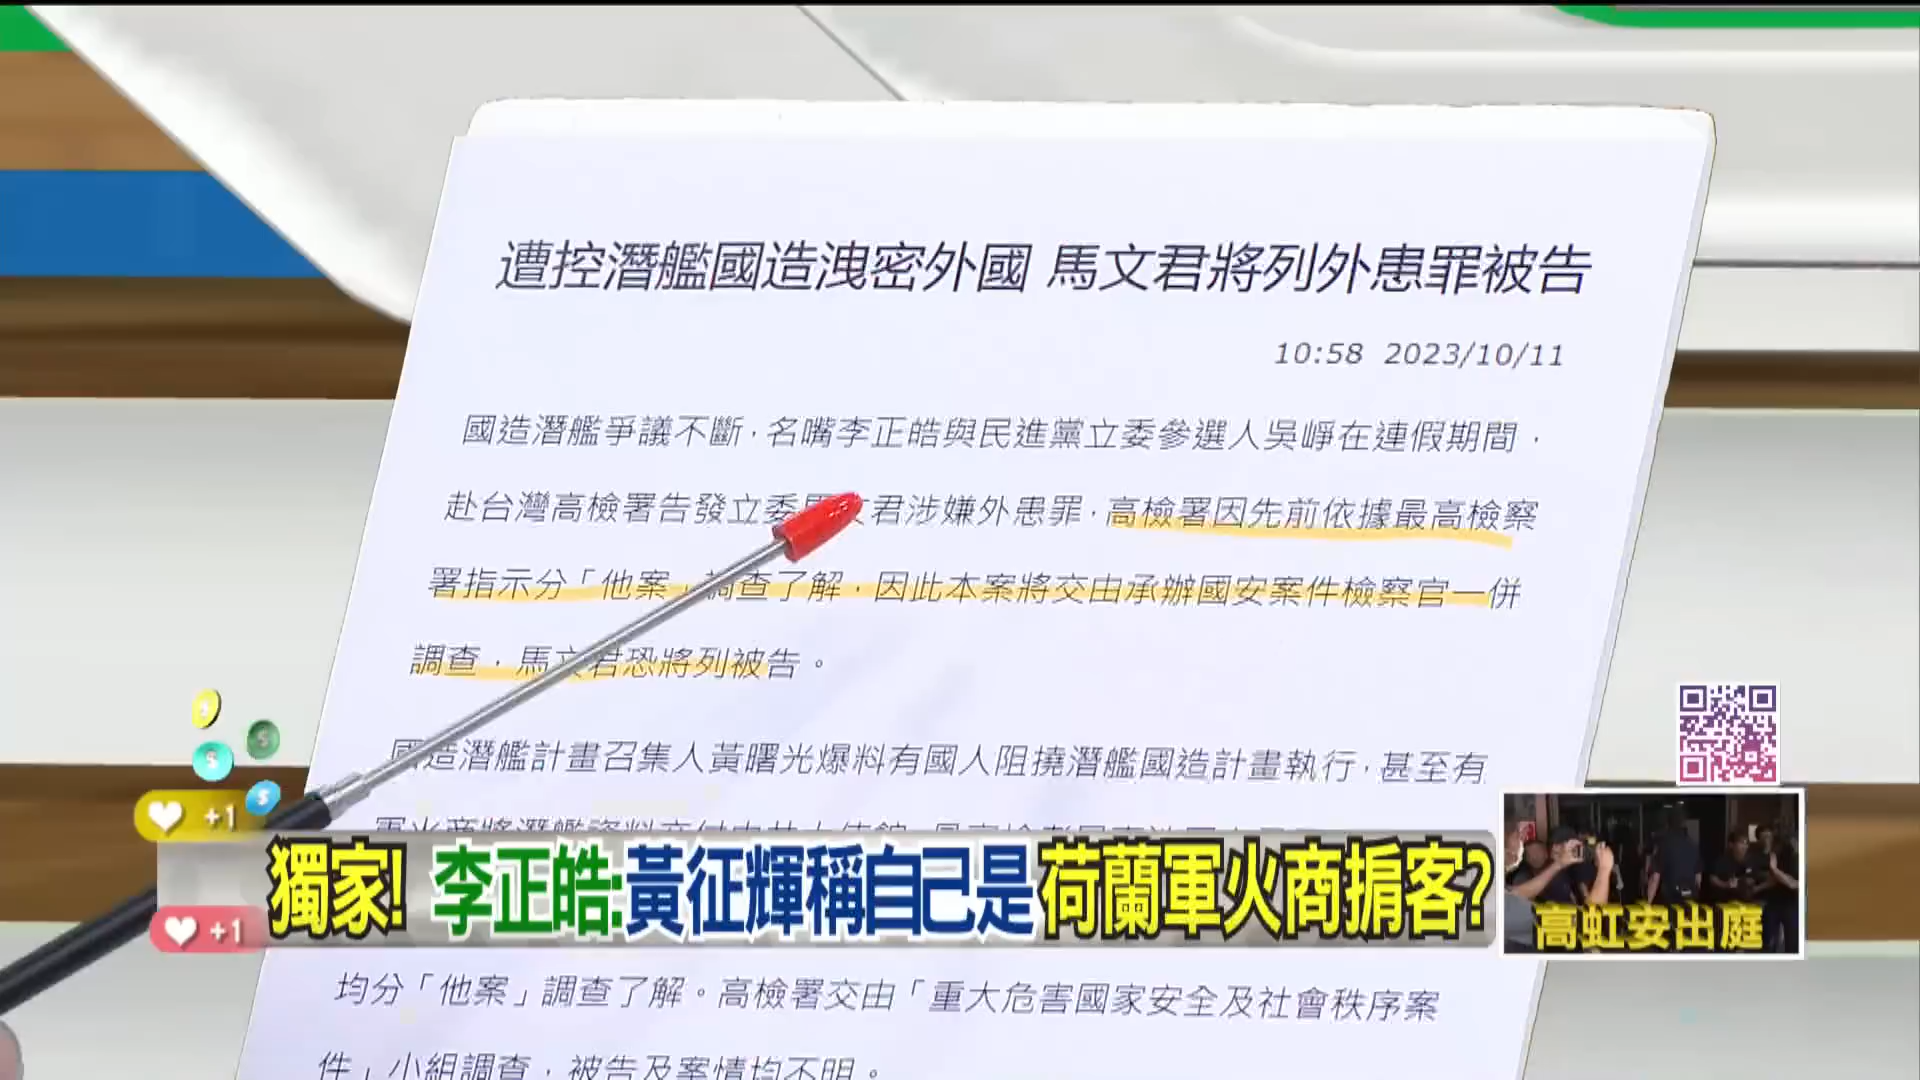 遭控潛艦國造洩密外國 馬文君將列外患罪被告
10:58 2023/10/11
國造潛艦爭議不斷，名嘴李正皓與民進黨立委參選人吳崢在連假期間，
赴台灣高檢署告發立委 君涉嫌外患罪，高檢署因先前依據最高檢察
署指示分「他案」調查了解，因此本案將交由承辦國安案件檢察官一併
調查，馬文君恐將列被告。
國造潛艦計畫召集人黃曙光爆料有國人阻撓潛艦國造計畫執行，甚至有
+1
獨家! 李正皓:黃征輝稱自己是荷蘭軍火商掮客?
+1
高虹安出庭
均分「他案」調查了解。高檢署交由「重大危害國家安全及社會秩序案
件」小組調查，被告及案情均不明。